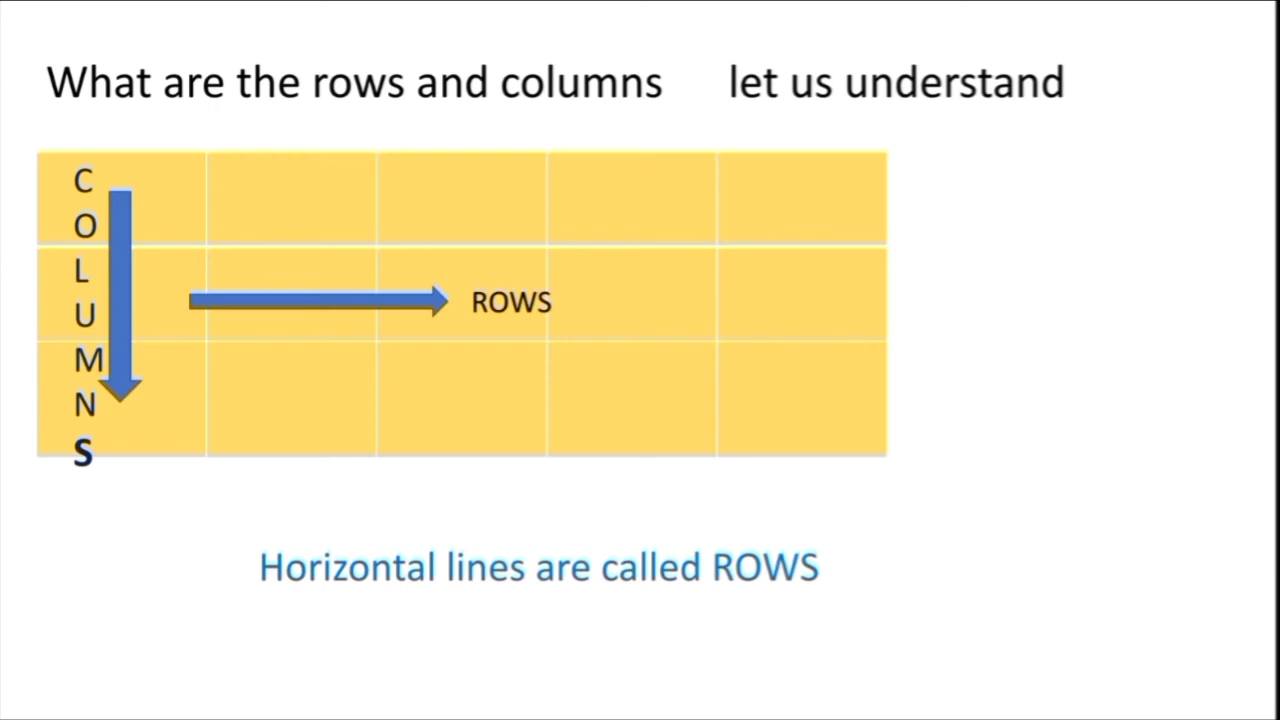 What are the rows and columns let us understand
C
O
L
U
M
N
S
ROWS
Horizontal lines are called ROWS